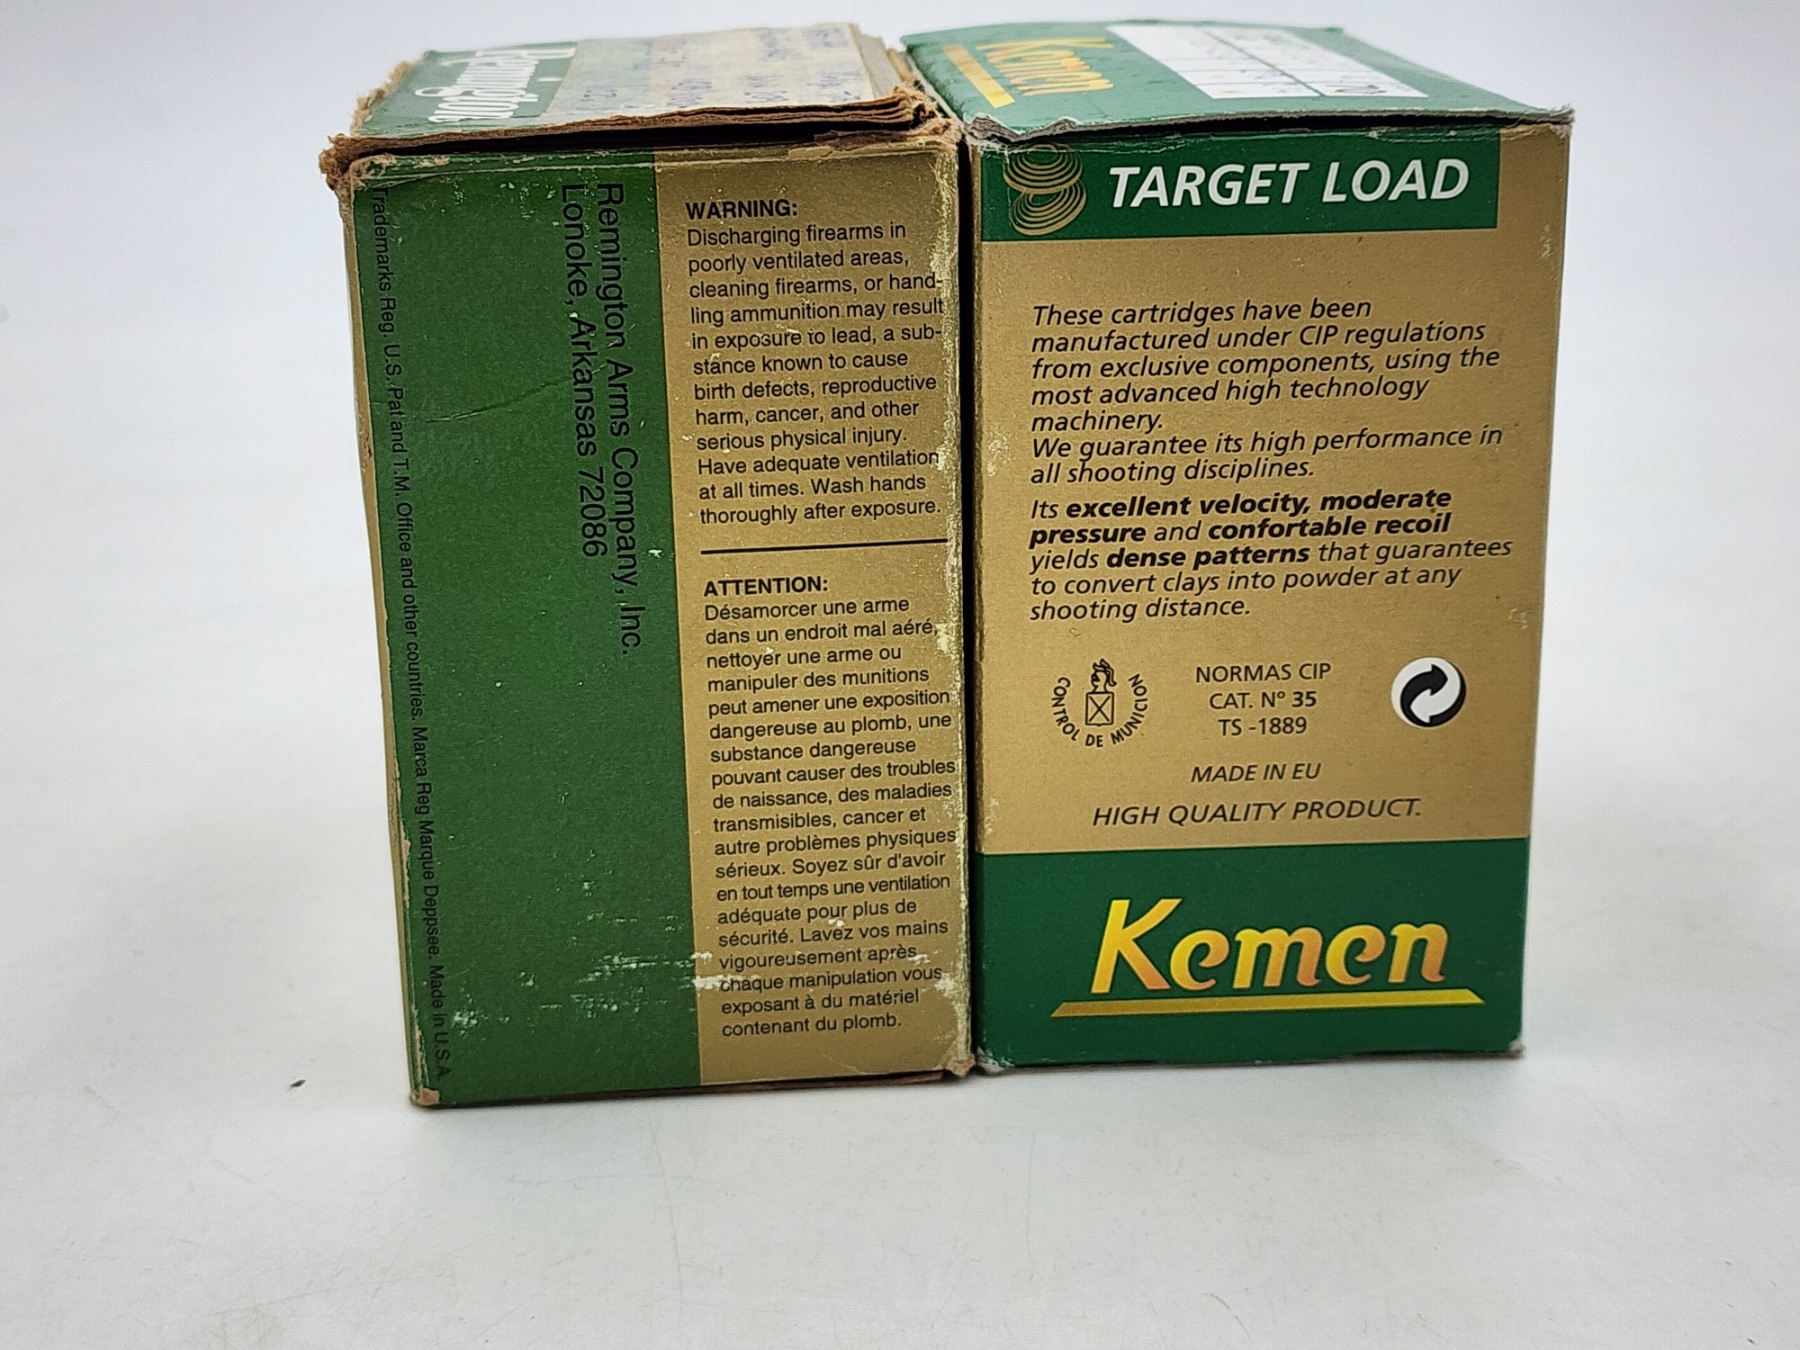 Remington
Remington Arms Company, Inc.
Lonoke, Arkansas 72086
Trademarks Reg. U.S. Pat and T.M. Office and other countries. Marca Reg Marque Deppsee. Made in U.S.A.
WARNING:
Discharging firearms in
poorly ventilated areas,
cleaning firearms, or hand-
ling ammunition may result
in exposure to lead, a sub-
stance known to cause
birth defects, reproductive
harm, cancer, and other
serious physical injury.
Have adequate ventilation
at all times. Wash hands
thoroughly after exposure.
ATTENTION:
Désamorcer une arme
dans un endroit mal aéré,
nettoyer une arme ou
manipuler des munitions
peut amener une exposition
dangereuse au plomb, une
substance dangereuse
pouvant causer des troubles
de naissance, des maladies
transmisibles, cancer et
autre problèmes physiques
sérieux. Soyez sûr d'avoir
en tout temps une ventilation
adéquate pour plus de
sécurité. Lavez vos mains
vigoureusement après
chaque manipulation vous
exposant à du matériel
contenant du plomb.
Kemen
TARGET LOAD
These cartridges have been
manufactured under CIP regulations
from exclusive components, using the
most advanced high technology
machinery.
We guarantee its high performance in
all shooting disciplines.
Its excellent velocity, moderate
pressure and confortable recoil
yields dense patterns that guarantees
to convert clays into powder at any
shooting distance.
CONTROL DE MUNICION
NORMAS CIP
CAT. Nº 35
TS -1889
MADE IN EU
HIGH QUALITY PRODUCT.
Kemen